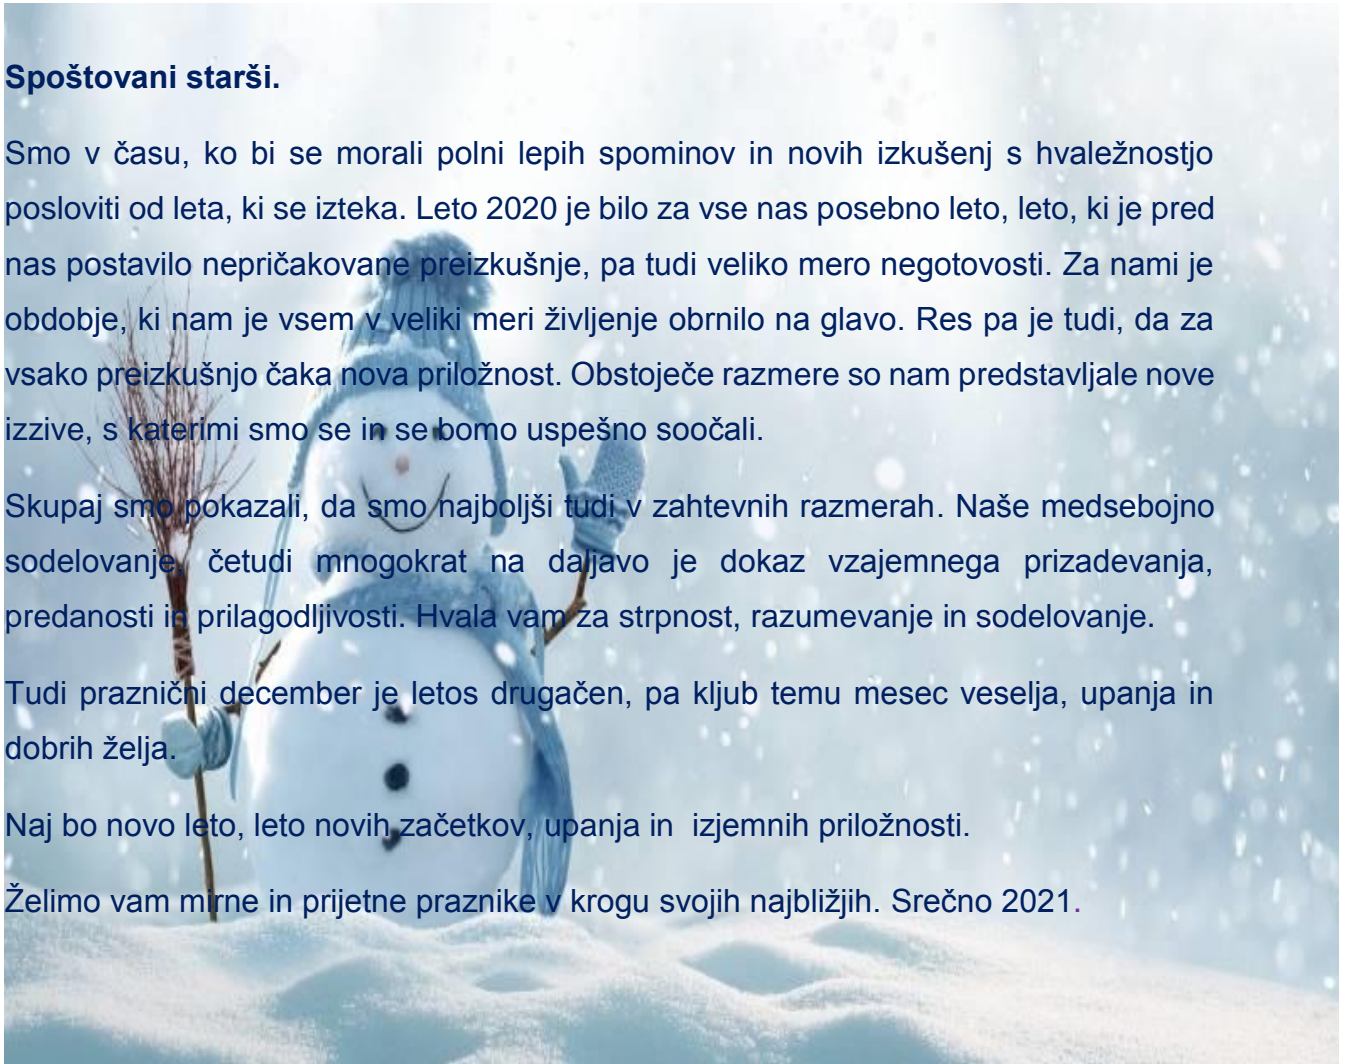 Spoštovani starši.
Smo v času, ko bi se morali polni lepih spominov in novih izkušenj s hvaležnostjo
posloviti od leta, ki se izteka. Leto 2020 je bilo za vse nas posebno leto, leto, ki je pred
nas postavilo nepričakovane preizkušnje, pa tudi veliko mero negotovosti. Za nami je
obdobje, ki nam je vsem v veliki meri življenje obrnilo na glavo. Res pa je tudi, da za
vsako preizkušnjo čaka nova priložnost. Obstoječe razmere so nam predstavljale nove
izzive, s katerimi smo se in se bomo uspešno soočali.
Skupaj smo pokazali, da smo najboljši tudi v zahtevnih razmerah. Naše medsebojno
sodelovanje, četudi mnogokrat na daljavo je dokaz vzajemnega prizadevanja,
predanosti in prilagodljivosti. Hvala vam za strpnost, razumevanje in sodelovanje.
Tudi praznični december je letos drugačen, pa kljub temu mesec veselja, upanja in
dobrih želja.
Naj bo novo leto, leto novih začetkov, upanja in  izjemnih priložnosti.
Želimo vam mirne in prijetne praznike v krogu svojih najbližjih. Srečno 2021.